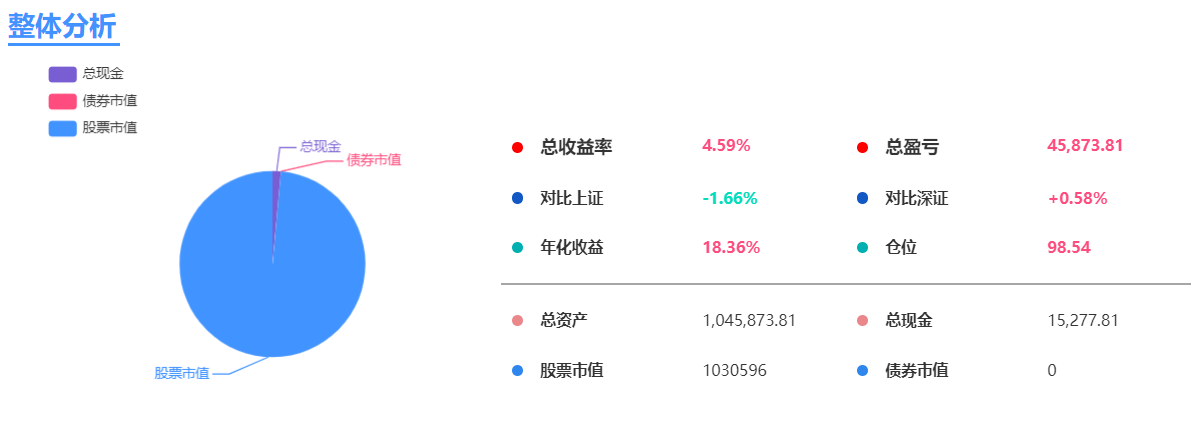 整体分析
总现金
债券市值
股票市值
总现金
债券市值
股票市值
总收益率 4.59% 总盈亏 45,873.81
对比上证 -1.66% 对比深证 +0.58%
年化收益 18.36% 仓位 98.54
总资产 1,045,873.81 总现金 15,277.81
股票市值 1030596 债券市值 0